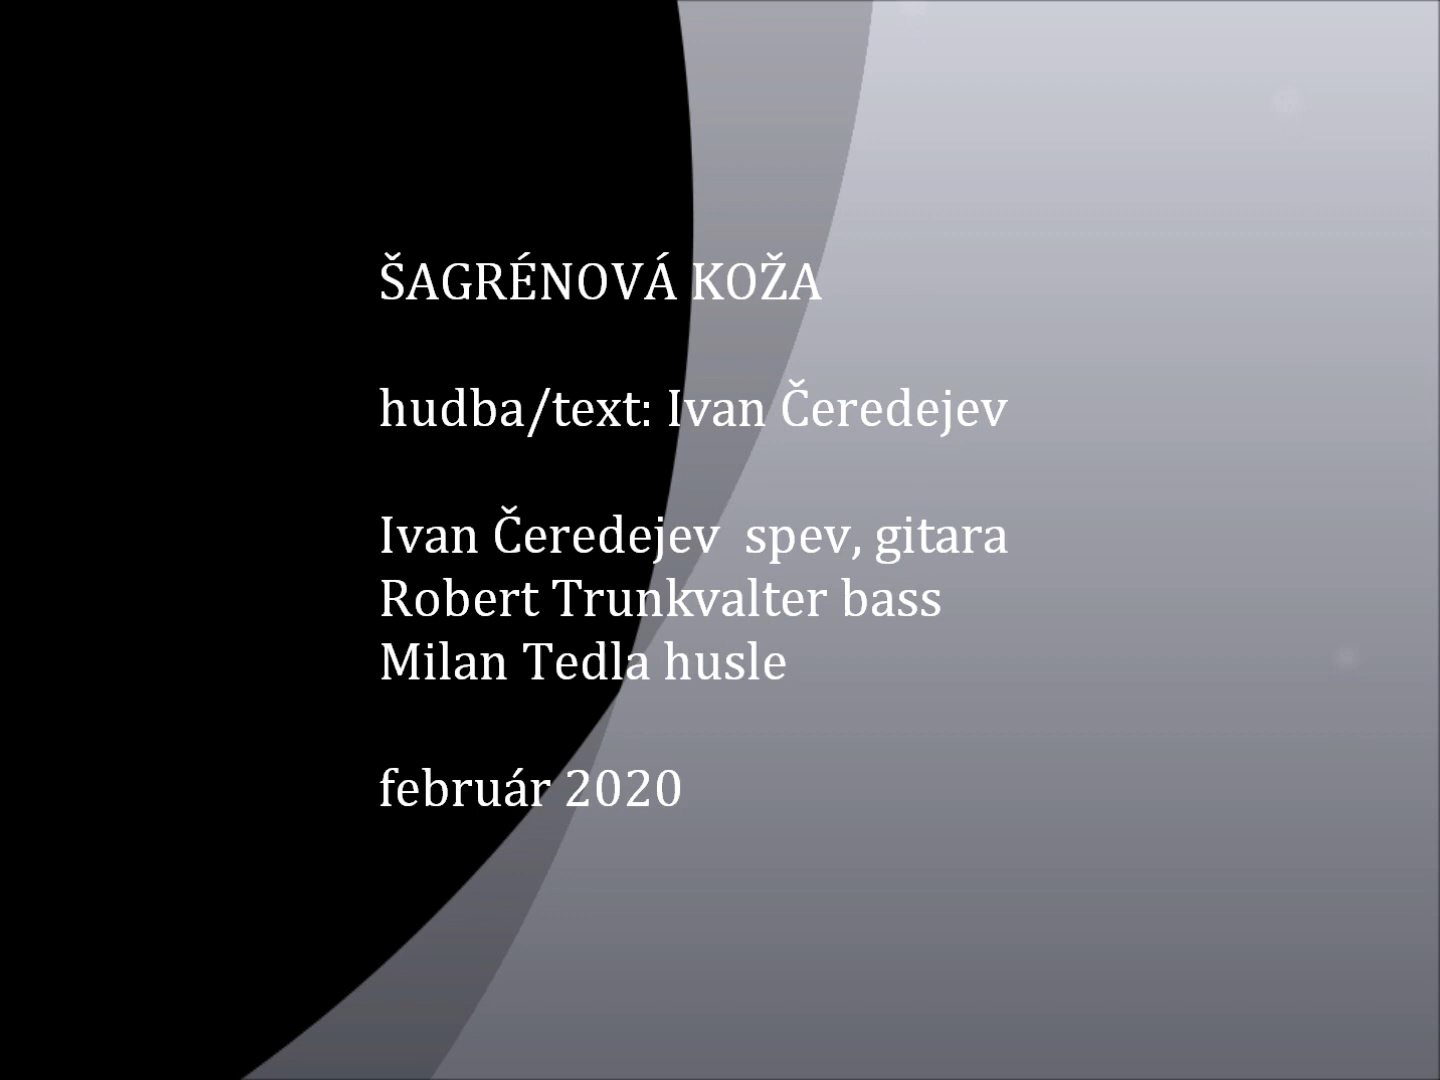 ŠAGRÉNOVÁ KOŽA
hudba/text: Ivan Čeredejev
Ivan Čeredejev  spev, gitara
Robert Trunkvalter bass
Milan Tedla husle
február 2020